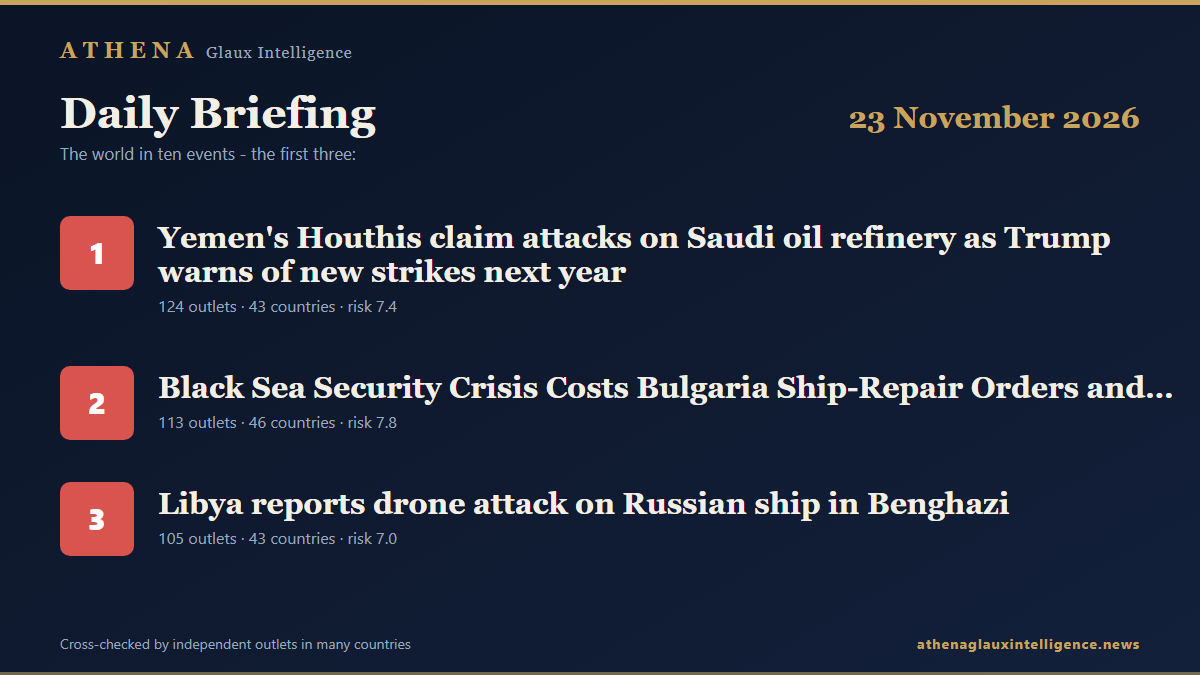 ATHENA Glaux Intelligence
Daily Briefing
23 November 2026
The world in ten events - the first three:
1
Yemen's Houthis claim attacks on Saudi oil refinery as Trump
warns of new strikes next year
124 outlets · 43 countries · risk 7.4
2
Black Sea Security Crisis Costs Bulgaria Ship-Repair Orders and...
113 outlets · 46 countries · risk 7.8
3
Libya reports drone attack on Russian ship in Benghazi
105 outlets · 43 countries · risk 7.0
Cross-checked by independent outlets in many countries
athenaglauxintelligence.news